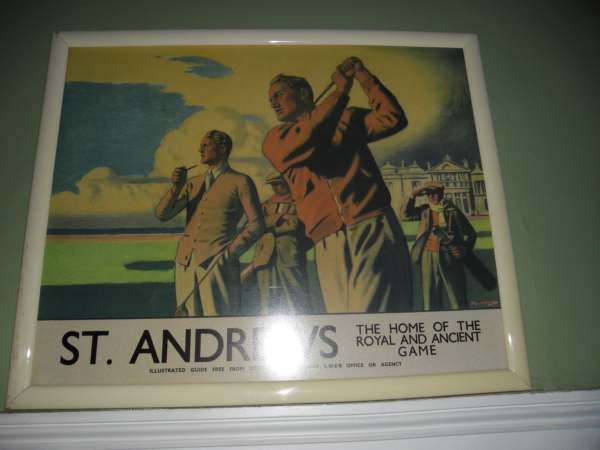 ST. ANDREWS
THE HOME OF THE
ROYAL AND ANCIENT
GAME
ILLUSTRATED GUIDE FREE FROM L·N·E·R OFFICE OR AGENCY